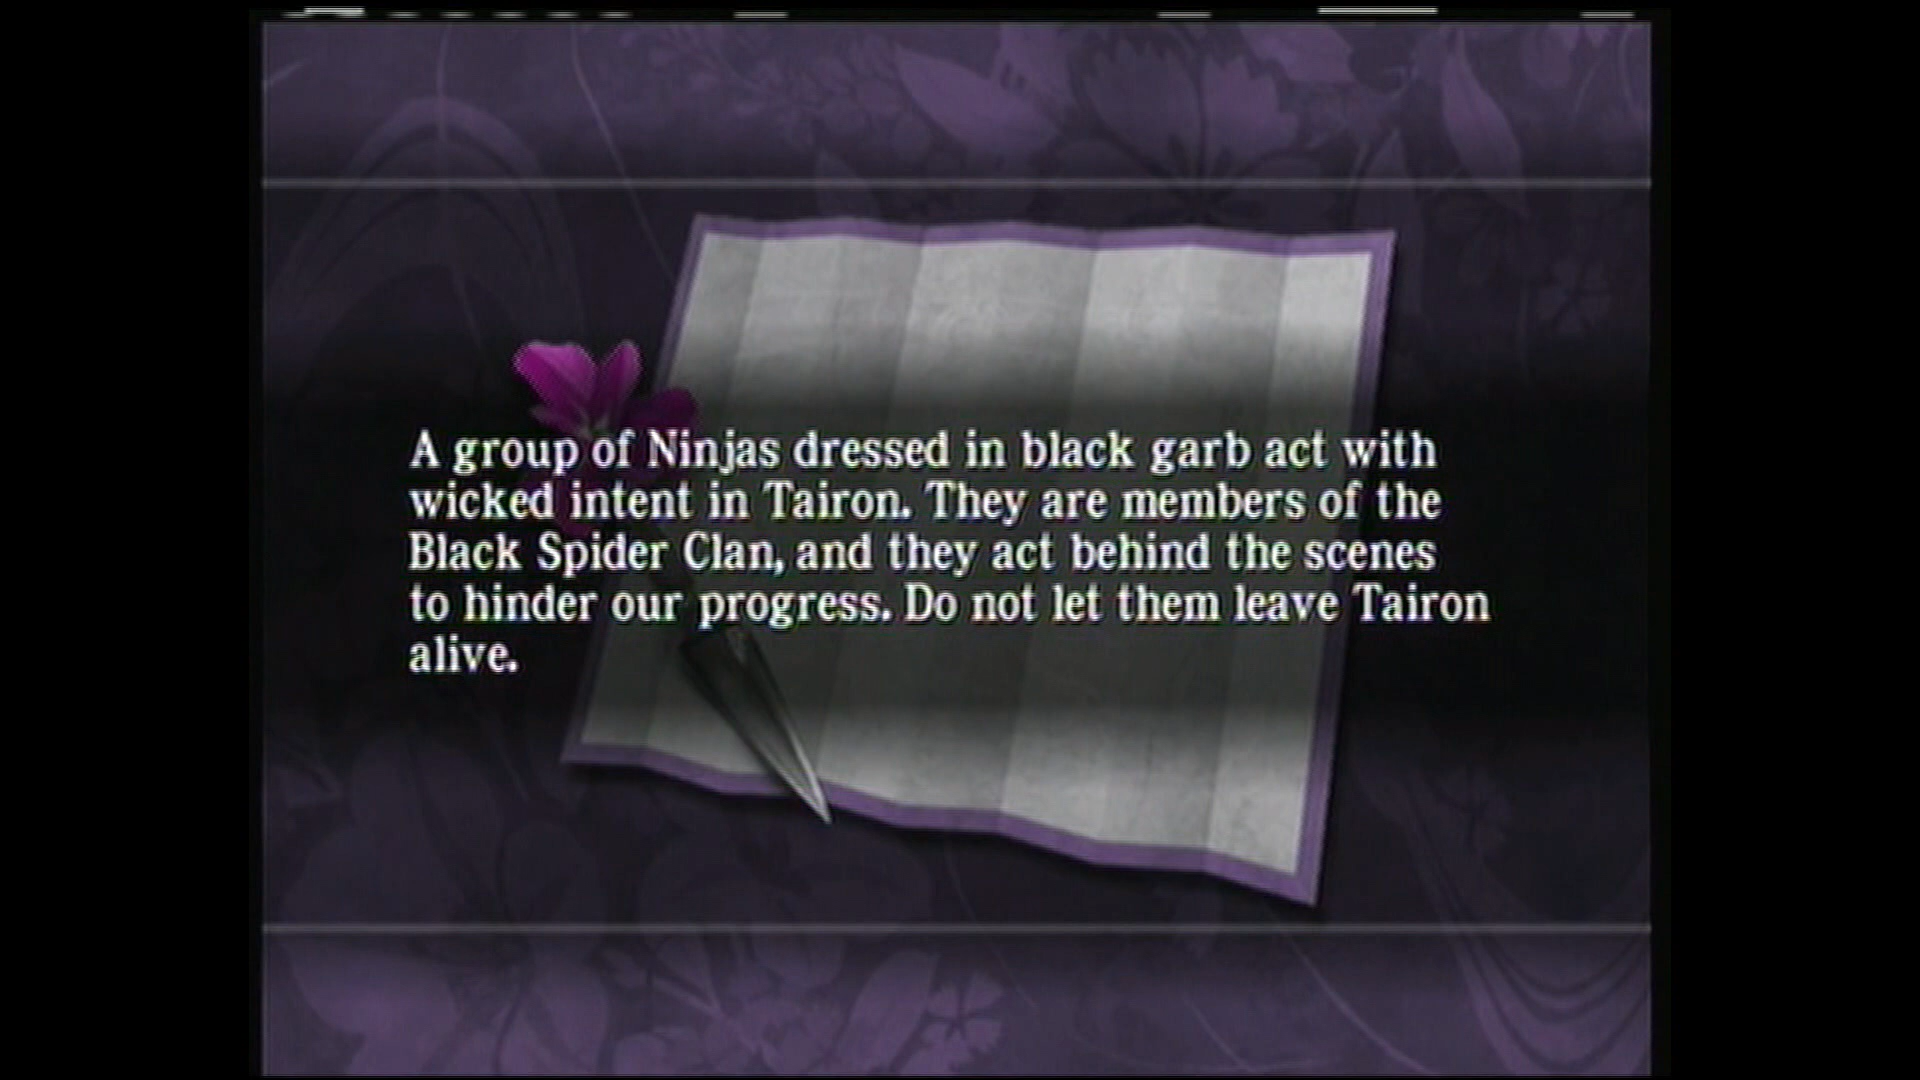 A group of Ninjas dressed in black garb act with
wicked intent in Tairon. They are members of the
Black Spider Clan, and they act behind the scenes
to hinder our progress. Do not let them leave Tairon
alive.